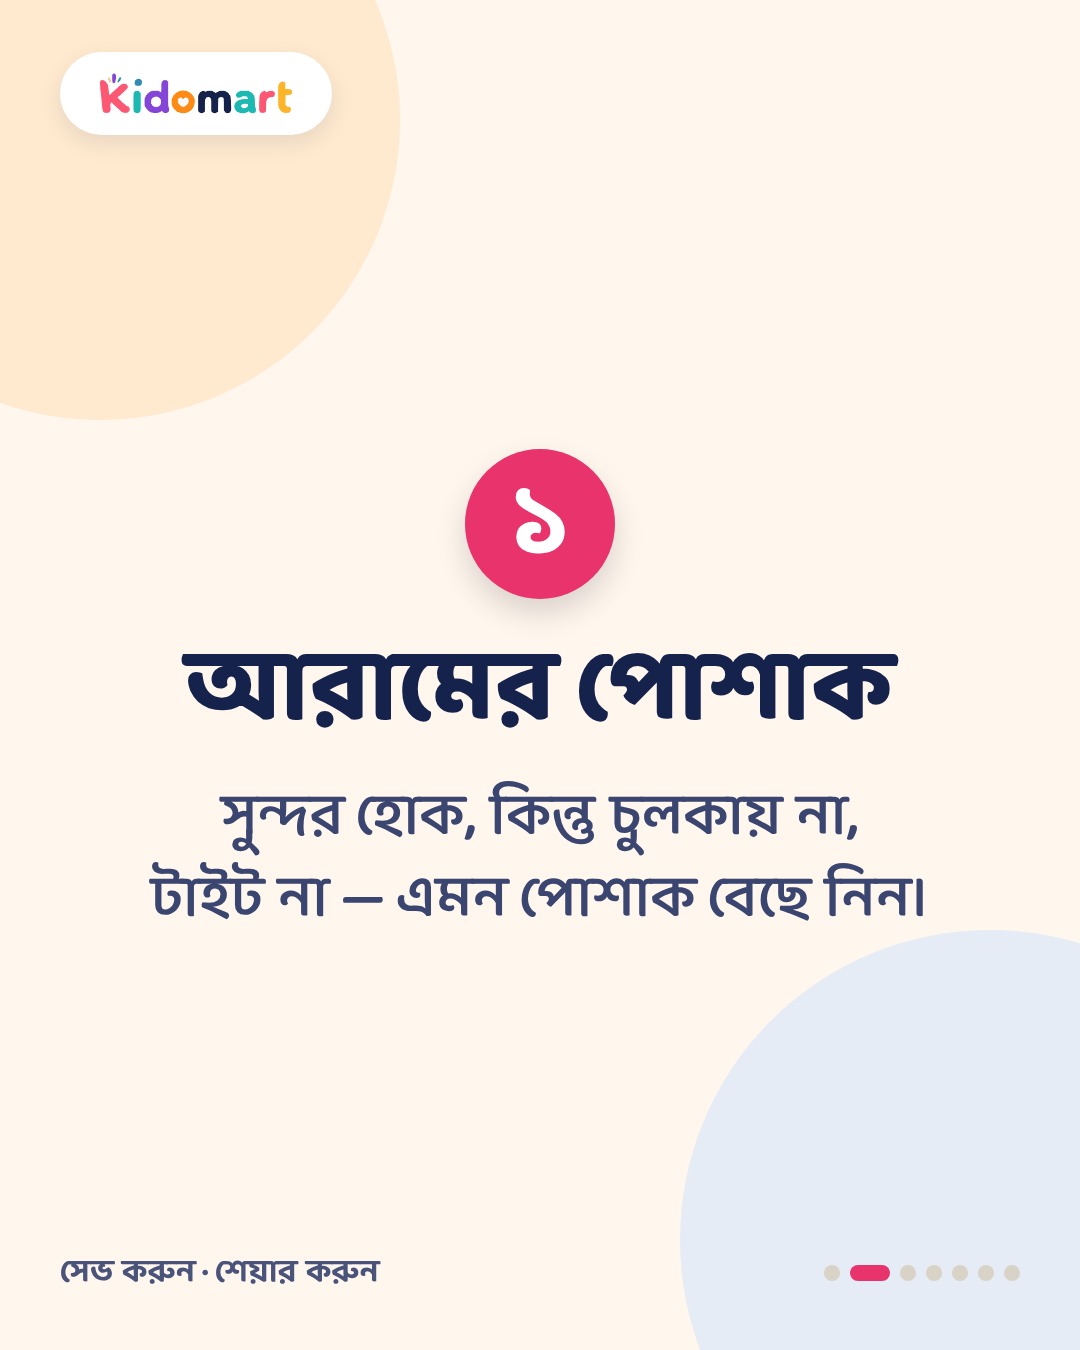 Kidomart
১
আরামের পোশাক
সুন্দর হোক, কিন্তু চুলকায় না,
টাইট না — এমন পোশাক বেছে নিন।
সেভ করুন · শেয়ার করুন